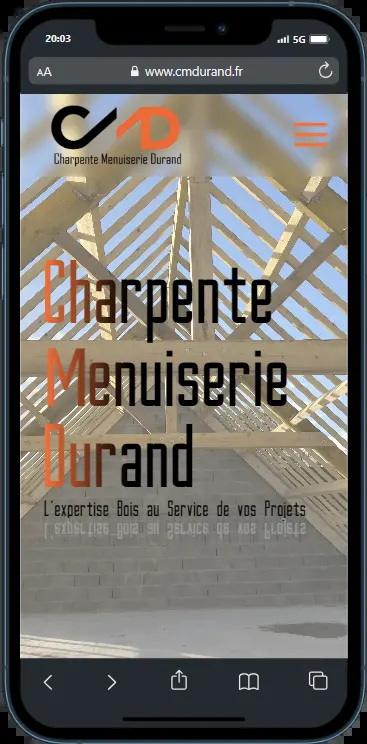 20:03
5G
AA
www.cmdurand.fr
CMD
Charpente Menuiserie Durand
Charpente
Menuiserie
Durand
L'expertise Bois au Service de vos Projets